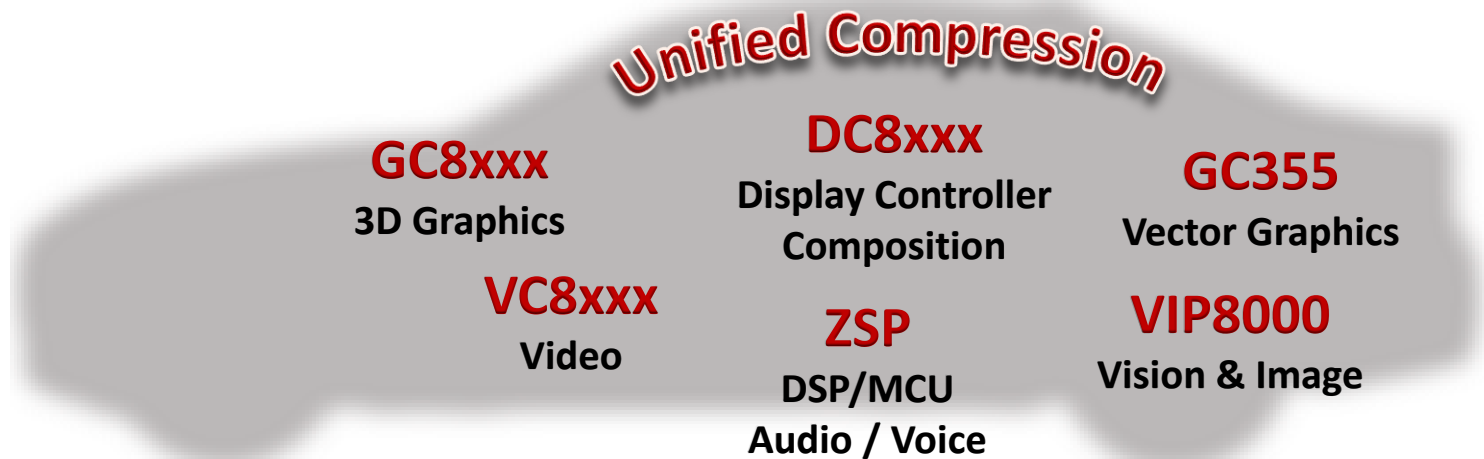 Unified Compression
GC8xxx
3D Graphics
DC8xxx
Display Controller
Composition
GC355
Vector Graphics
VC8xxx
Video
ZSP
DSP/MCU
Audio / Voice
VIP8000
Vision & Image